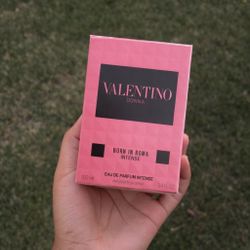 VALENTINO
DONNA
BORN IN ROMA
INTENSE
EAU DE PARFUM INTENSE